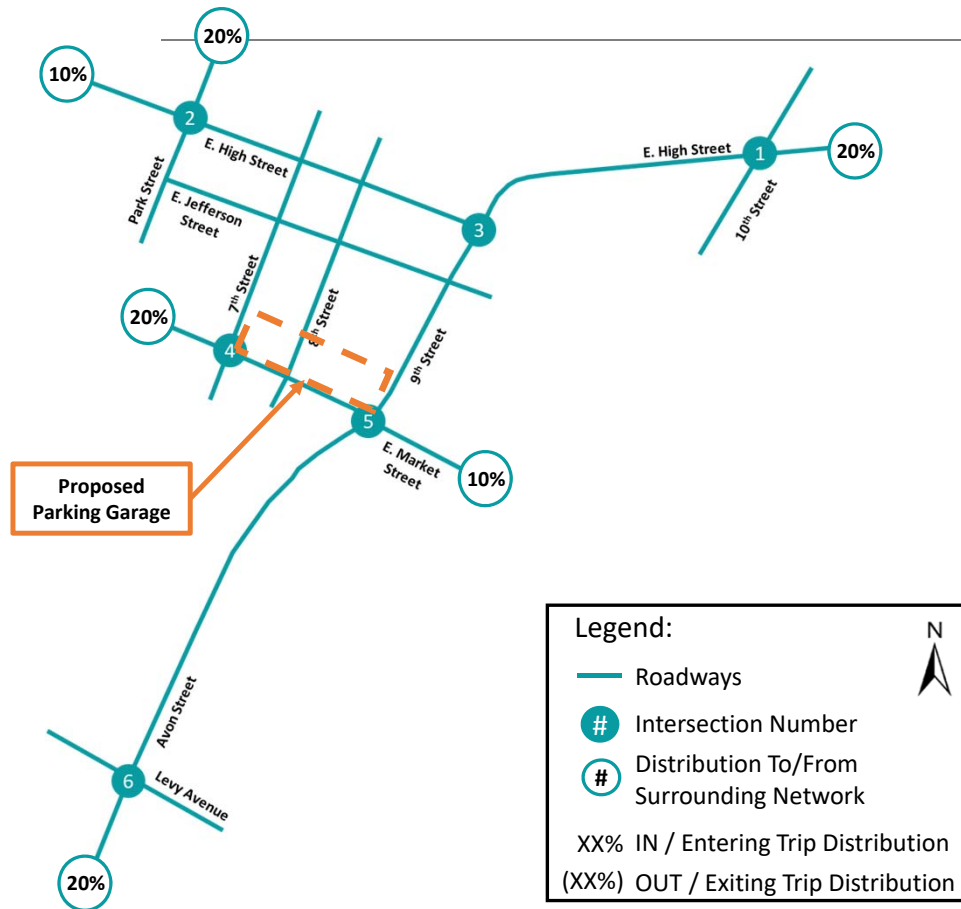 20%
10%
2
E. High Street
E. High Street
1
20%
Park Street
E. Jefferson
Street
10th Street
3
7th Street
8th Street
20%
4
9th Street
5
E. Market
Street
10%
Proposed
Parking Garage
Avon Street
6
Levy Avenue
20%
Legend:
N
Roadways
# Intersection Number
# Distribution To/From
Surrounding Network
XX% IN / Entering Trip Distribution
(XX%) OUT / Exiting Trip Distribution